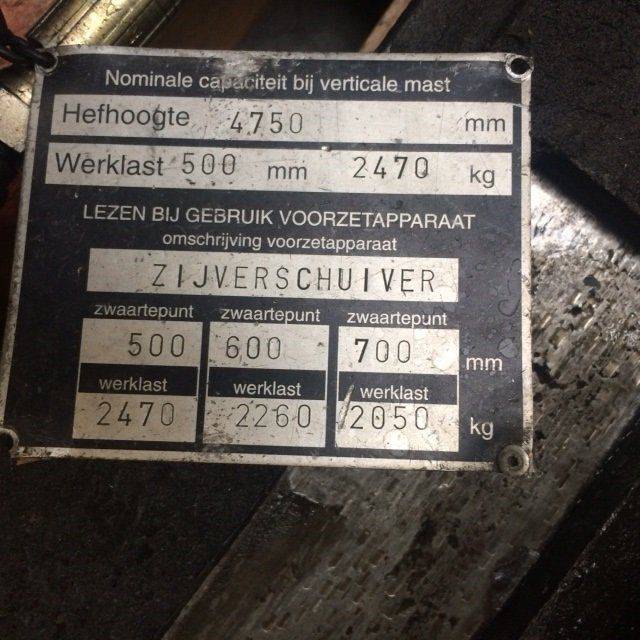 Nominale capaciteit bij verticale mast
Hefhoogte 4750 mm
Werklast 500 mm 2470 kg
LEZEN BIJ GEBRUIK VOORZETAPPARAAT
omschrijving voorzetapparaat
ZIJVERSCHUIVER
zwaartepunt zwaartepunt zwaartepunt
500 600 700 mm
werklast werklast werklast
2470 2260 2050 kg